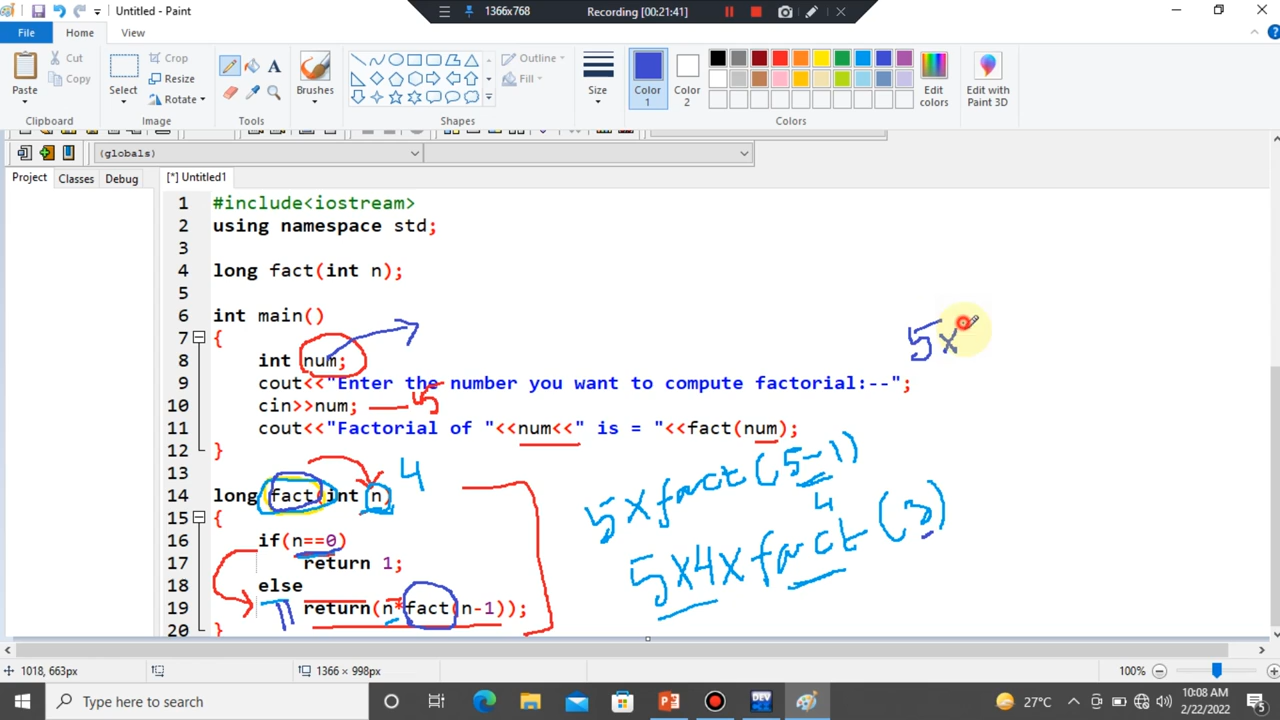 Untitled - Paint
1366x768
Recording [00:21:41]
File
Home
View
Paste
Cut
Copy
Clipboard
Select
Crop
Resize
Rotate
Image
Tools
Brushes
Shapes
Outline
Fill
Size
Color
1
Color
2
Edit
colors
Colors
Edit with
Paint 3D
(globals)
Project
Classes
Debug
[*] Untitled1
1 #include<iostream>
2 using namespace std;
3
4 long fact(int n);
5
6 int main()
7 {
8 int num;
9 cout<<"Enter the number you want to compute factorial:--";
10 cin>>num; 5
11 cout<<"Factorial of "<<num<<" is = "<<fact(num);
12 }
13
14 long fact(int n) 4
15 {
16 if(n==0)
17 return 1;
18 else
19 return(n*fact(n-1));
20 }
5x
5xfact(5-1)
4
5x4xfact(3)
1018, 663px
1366 × 998px
100%
Type here to search
DEV
27°C
10:08 AM
2/22/2022
5